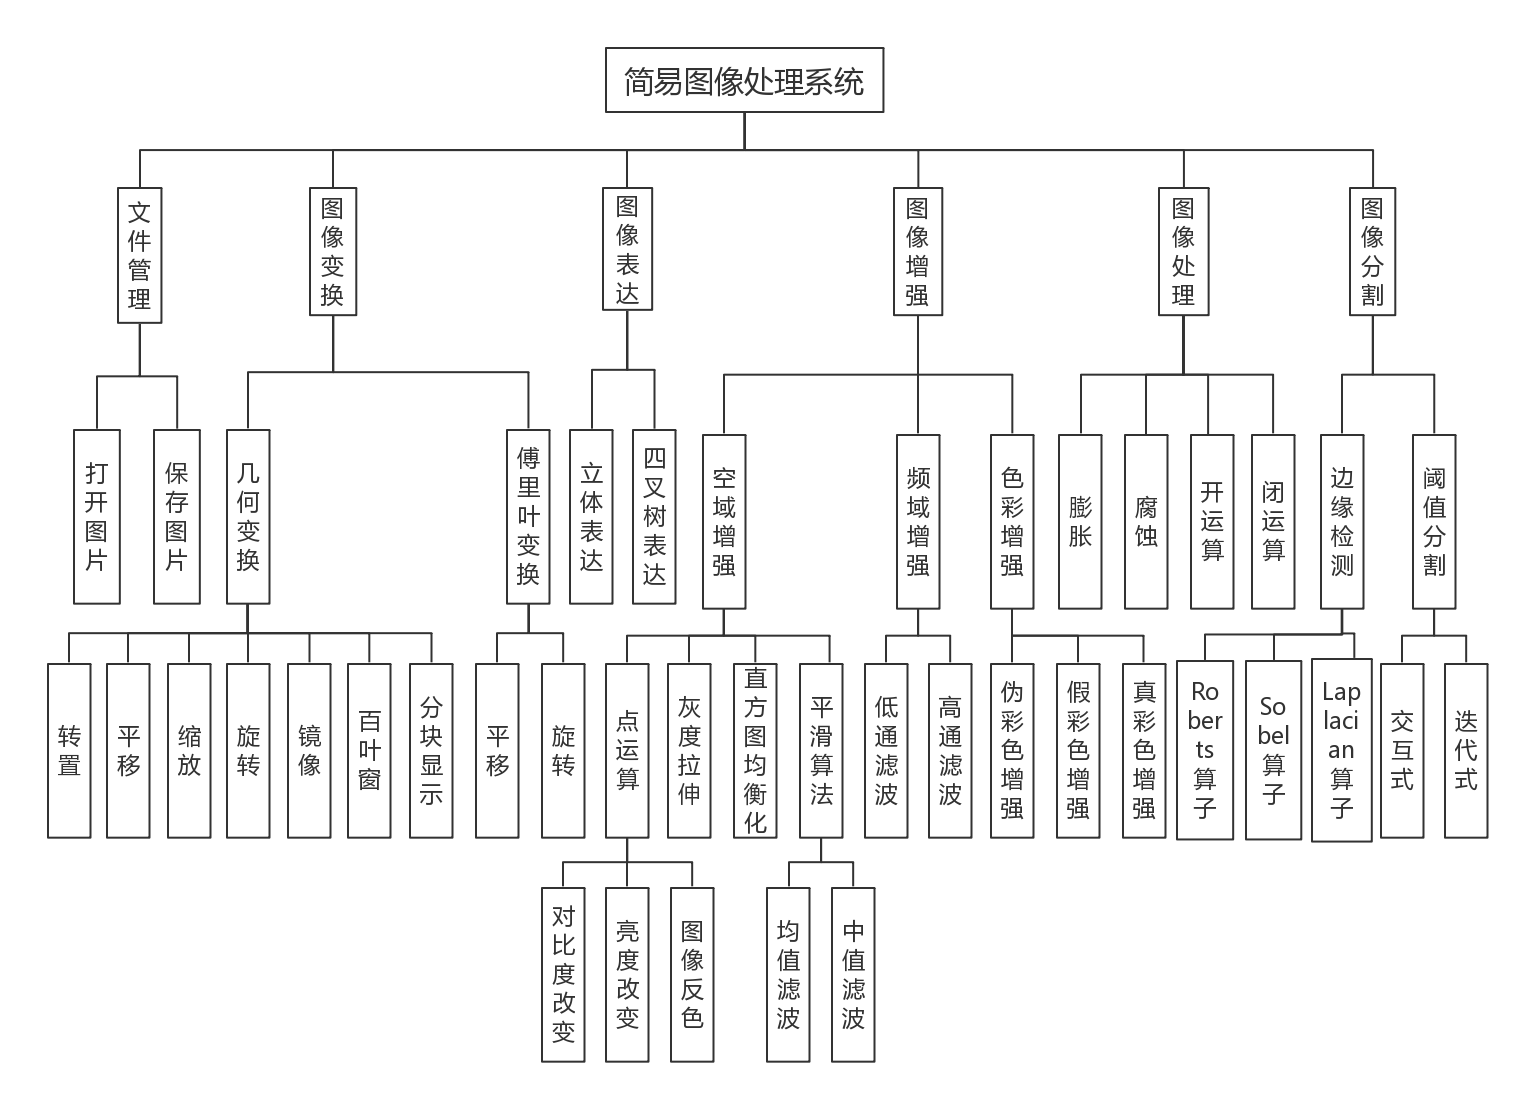 简易图像处理系统
文件管理
图像变换
图像表达
图像增强
图像处理
图像分割
打开图片
保存图片
几何变换
傅里叶变换
立体表达
四叉树表达
空域增强
频域增强
色彩增强
膨胀
腐蚀
开运算
闭运算
边缘检测
阈值分割
转置
平移
缩放
旋转
镜像
百叶窗
分块显示
平移
旋转
点运算
灰度拉伸
直方图均衡化
平滑算法
低通滤波
高通滤波
伪彩色增强
假彩色增强
真彩色增强
Roberts算子
Sobel算子
Laplacian算子
交互式
迭代式
对比度改变
亮度改变
图像反色
均值滤波
中值滤波